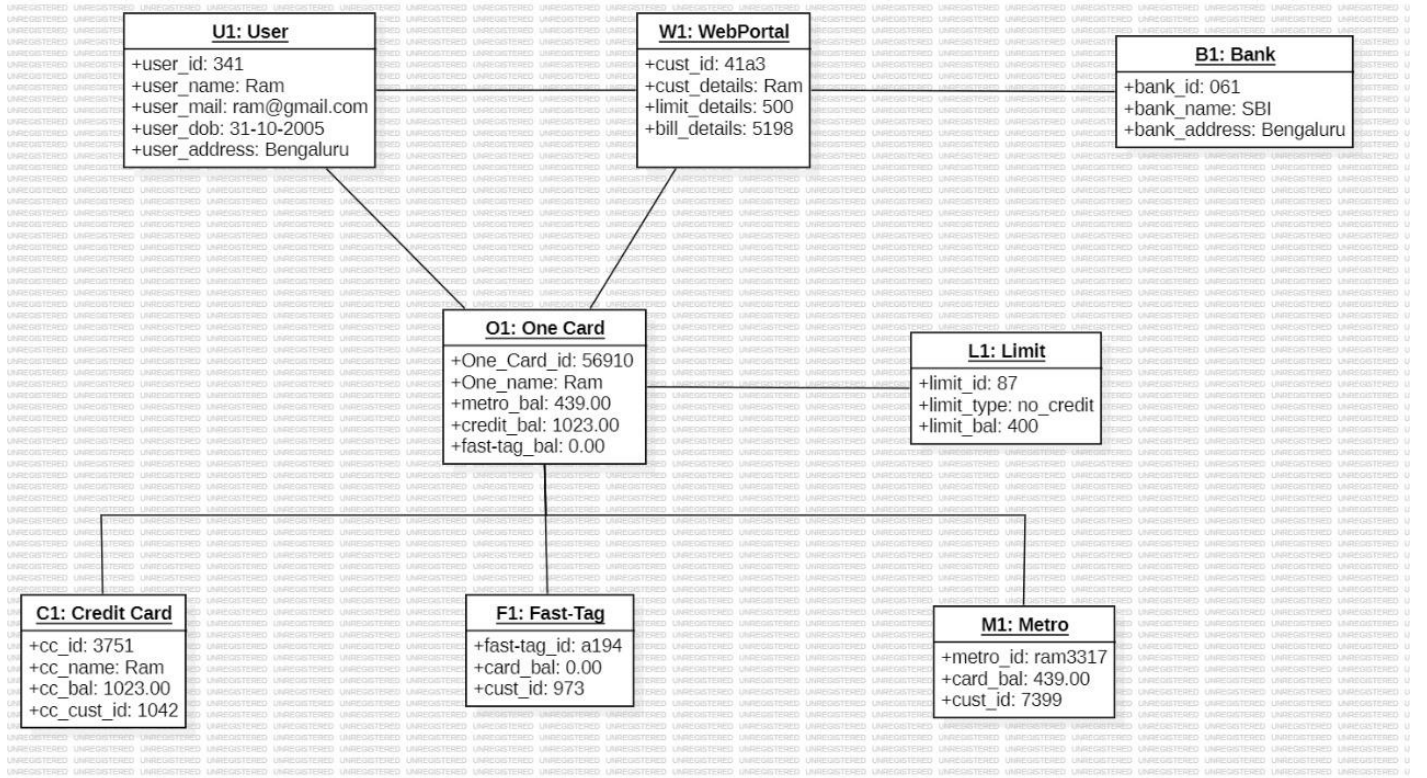 U1: User
+user_id: 341
+user_name: Ram
+user_mail: ram@gmail.com
+user_dob: 31-10-2005
+user_address: Bengaluru
W1: WebPortal
+cust_id: 41a3
+cust_details: Ram
+limit_details: 500
+bill_details: 5198
B1: Bank
+bank_id: 061
+bank_name: SBI
+bank_address: Bengaluru
O1: One Card
+One_Card_id: 56910
+One_name: Ram
+metro_bal: 439.00
+credit_bal: 1023.00
+fast-tag_bal: 0.00
L1: Limit
+limit_id: 87
+limit_type: no_credit
+limit_bal: 400
C1: Credit Card
+cc_id: 3751
+cc_name: Ram
+cc_bal: 1023.00
+cc_cust_id: 1042
F1: Fast-Tag
+fast-tag_id: a194
+card_bal: 0.00
+cust_id: 973
M1: Metro
+metro_id: ram3317
+card_bal: 439.00
+cust_id: 7399
UNREGISTERED